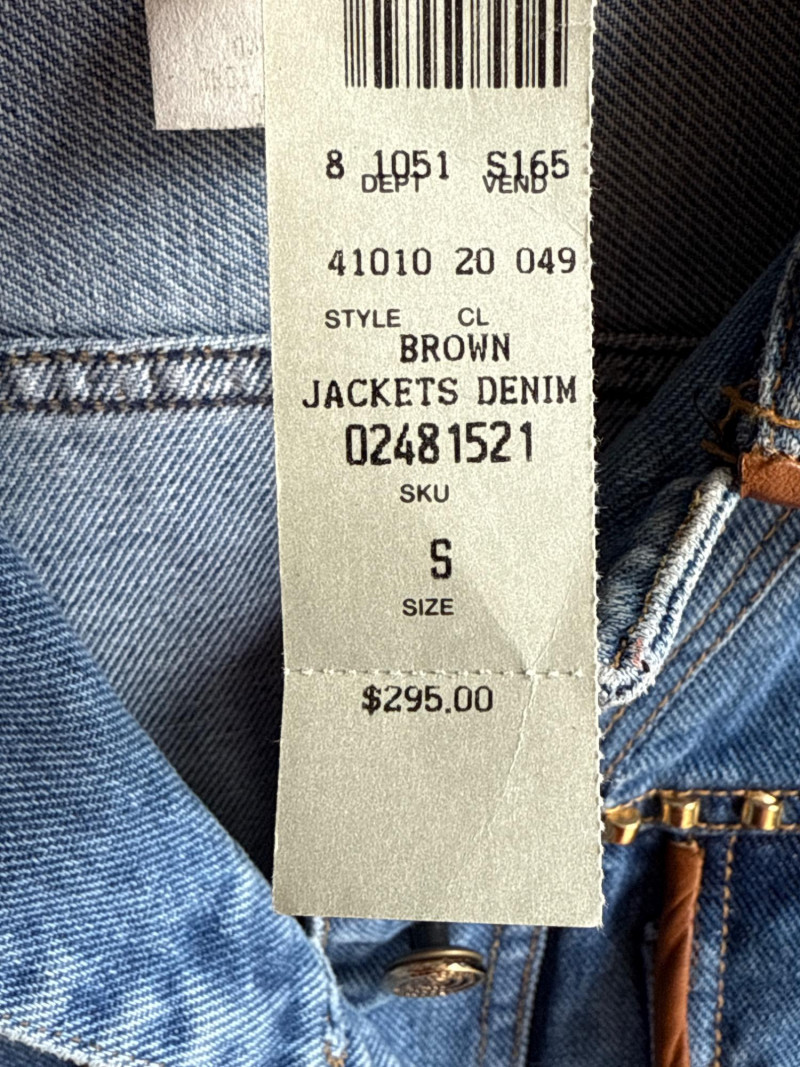 8 1051 S165
DEPT VEND
41010 20 049
STYLE CL
BROWN
JACKETS DENIM
02481521
SKU
S
SIZE
$295.00